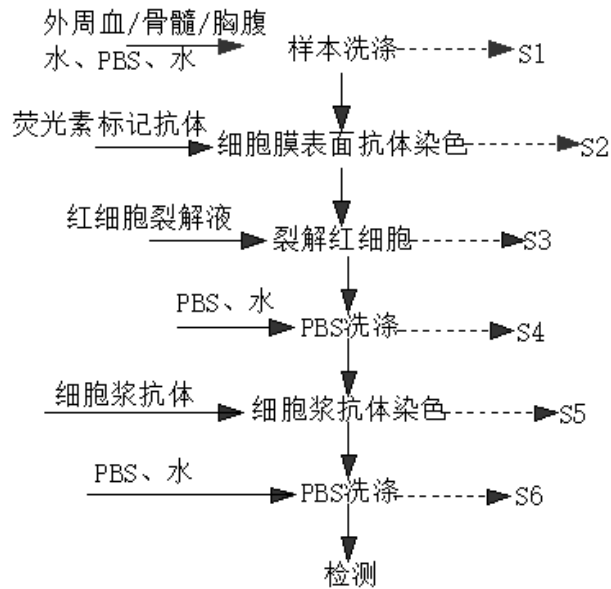 外周血/骨髓/胸腹
水、PBS、水
样本洗涤
S1
荧光素标记抗体
细胞膜表面抗体染色
S2
红细胞裂解液
裂解红细胞
S3
PBS、水
PBS洗涤
S4
细胞浆抗体
细胞浆抗体染色
S5
PBS、水
PBS洗涤
S6
检测